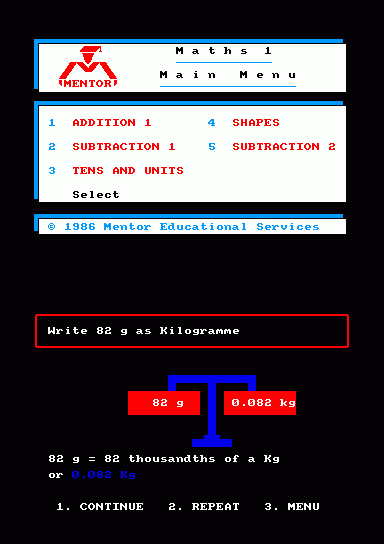 Maths 1
Main Menu
MENTOR
1 ADDITION 1 4 SHAPES
2 SUBTRACTION 1 5 SUBTRACTION 2
3 TENS AND UNITS
Select
© 1986 Mentor Educational Services
Write 82 g as Kilogramme
82 g 0.082 kg
82 g = 82 thousandths of a Kg
or 0.082 Kg
1. CONTINUE 2. REPEAT 3. MENU